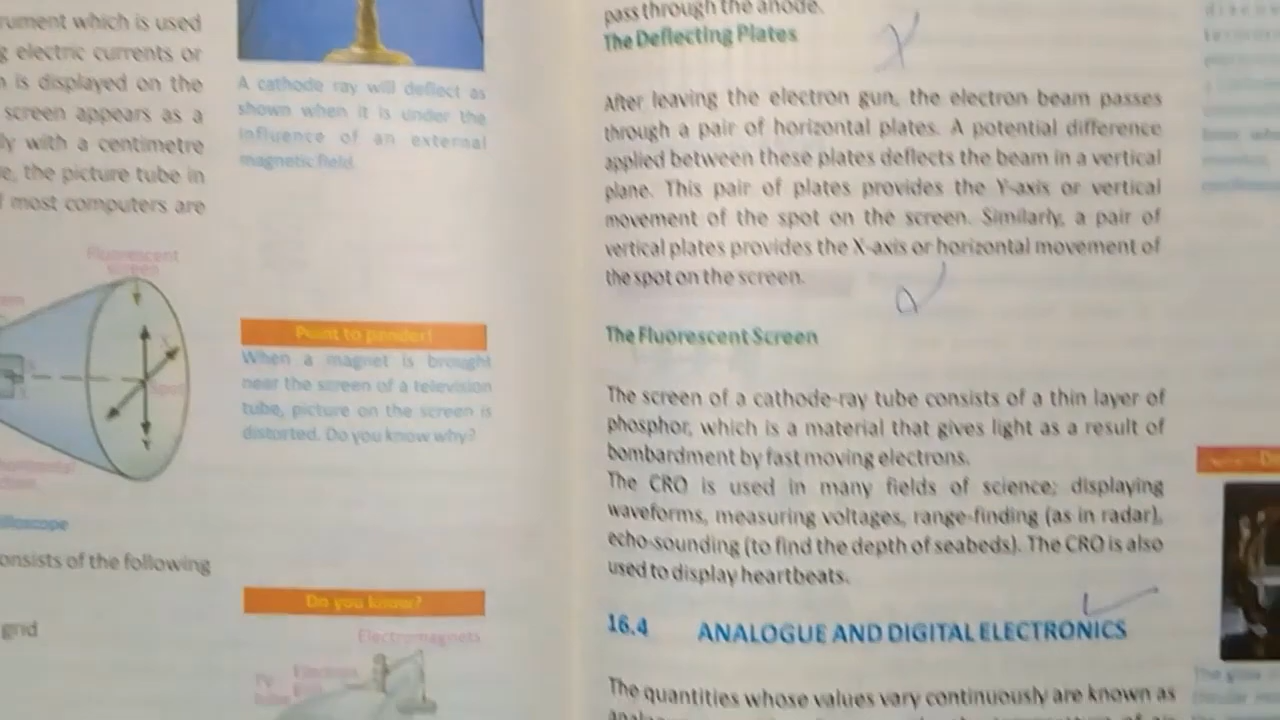 rument which is used
g electric currents or
is displayed on the
screen appears as a
ly with a centimetre
e, the picture tube in
most computers are
Fluorescent
screen
X
Y
onsists of the following
grid
A cathode ray will deflect as
shown when it is under the
influence of an external
magnetic field.
Point to ponder!
When a magnet is brought
near the screen of a television
tube, picture on the screen is
distorted. Do you know why?
Do you know?
Electromagnets
TV
pass through the anode.
The Deflecting Plates
After leaving the electron gun, the electron beam passes
through a pair of horizontal plates. A potential difference
applied between these plates deflects the beam in a vertical
plane. This pair of plates provides the Y-axis or vertical
movement of the spot on the screen. Similarly, a pair of
vertical plates provides the X-axis or horizontal movement of
the spot on the screen.
The Fluorescent Screen
The screen of a cathode-ray tube consists of a thin layer of
phosphor, which is a material that gives light as a result of
bombardment by fast moving electrons.
The CRO is used in many fields of science; displaying
waveforms, measuring voltages, range-finding (as in radar),
echo-sounding (to find the depth of seabeds). The CRO is also
used to display heartbeats.
16.4 ANALOGUE AND DIGITAL ELECTRONICS
The quantities whose values vary continuously are known as